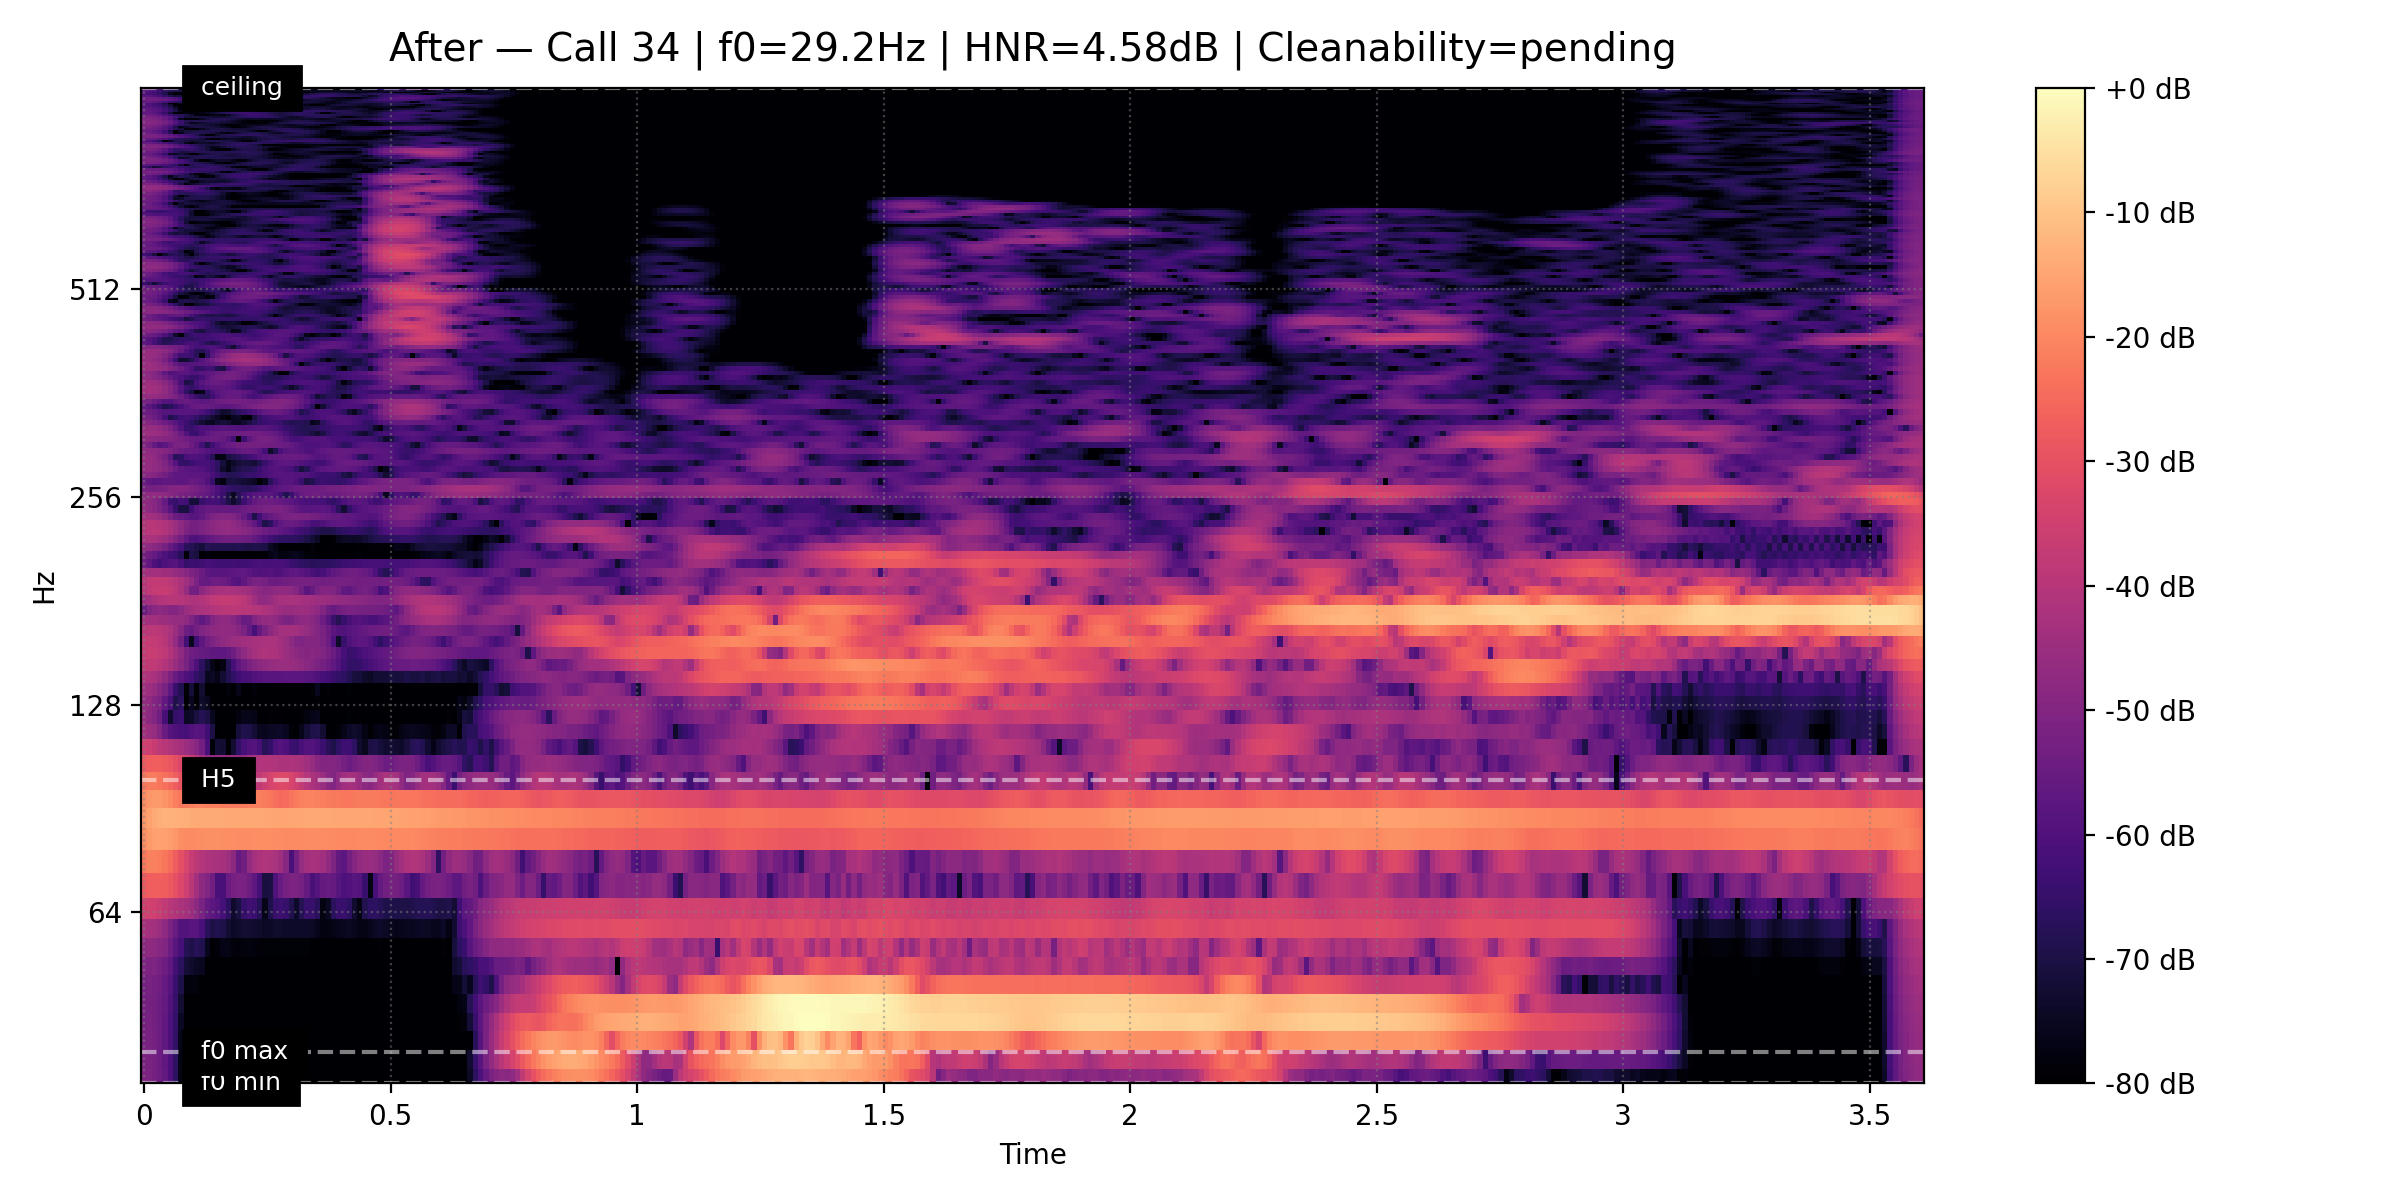 After — Call 34 | f0=29.2Hz | HNR=4.58dB | Cleanability=pending
ceiling
+0 dB
-10 dB
512
-20 dB
256
-30 dB
Hz
-40 dB
128
-50 dB
H5
-60 dB
64
-70 dB
f0 max
f0 min
-80 dB
0
0.5
1
1.5
2
2.5
3
3.5
Time